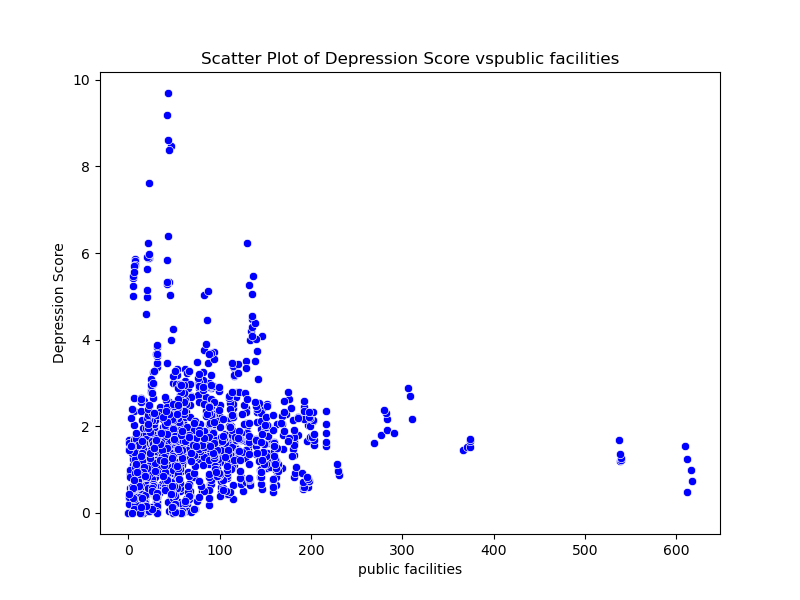 Scatter Plot of Depression Score vspublic facilities
10
8
6
4
2
0
Depression Score
0 100 200 300 400 500 600
public facilities